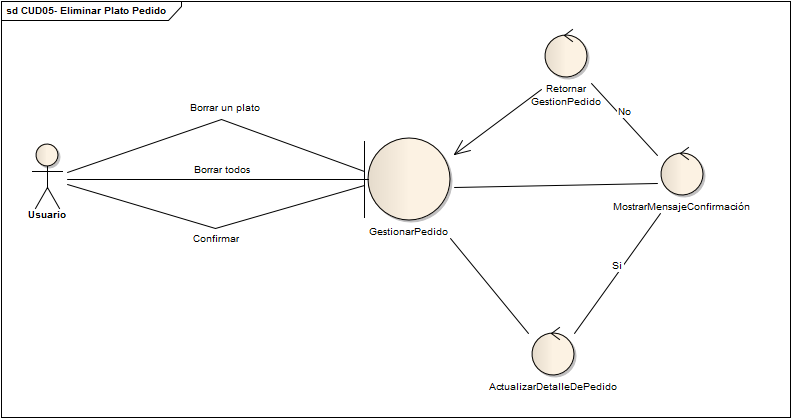 sd CUD05- Eliminar Plato Pedido
Retornar
GestionPedido
Borrar un plato
No
Borrar todos
MostrarMensajeConfirmación
Usuario
GestionarPedido
Confirmar
Si
ActualizarDetalleDePedido